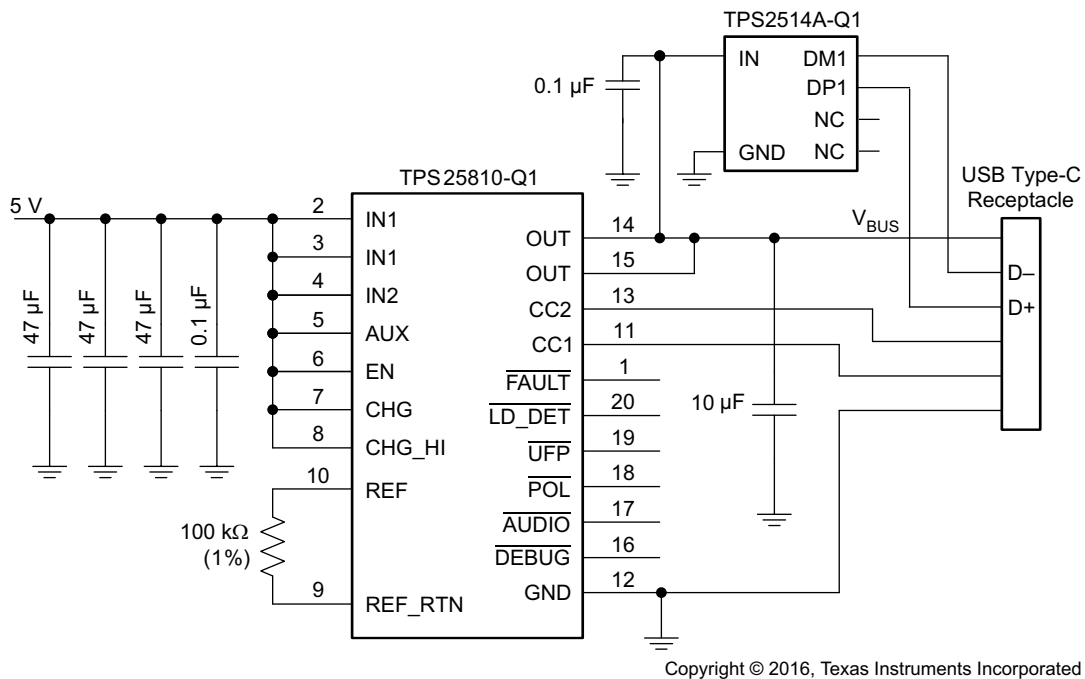 TPS2514A-Q1
IN
DM1
0.1 µF
DP1
NC
GND
NC
TPS25810-Q1
USB Type-C
Receptacle
5 V
2
IN1
14
OUT
V_BUS
3
IN1
15
OUT
D–
4
IN2
13
CC2
D+
47 µF
47 µF
47 µF
0.1 µF
5
AUX
11
CC1
6
EN
1
FAULT
7
CHG
20
LD_DET
10 µF
8
CHG_HI
19
UFP
10
REF
18
POL
100 kΩ
(1%)
17
AUDIO
16
DEBUG
9
REF_RTN
12
GND
Copyright © 2016, Texas Instruments Incorporated